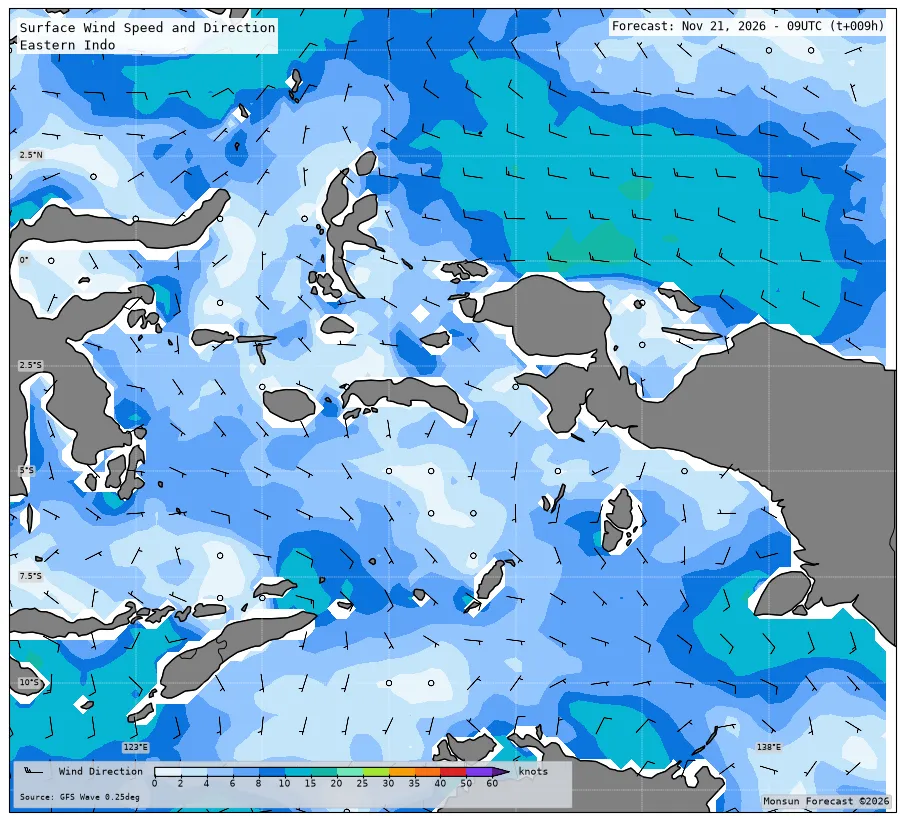 Surface Wind Speed and Direction
Eastern Indo
Forecast: Nov 21, 2026 - 09UTC (t+009h)
2.5°N
0°
2.5°S
5°S
7.5°S
10°S
123°E
138°E
Wind Direction
knots
0 2 4 6 8 10 15 20 25 30 35 40 50 60
Source: GFS Wave 0.25deg
Monsun Forecast ©2026